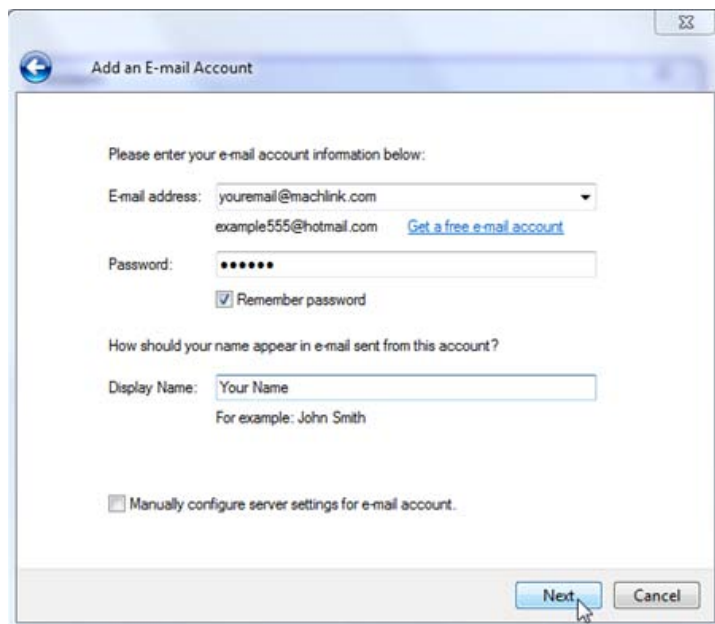 Add an E-mail Account
Please enter your e-mail account information below:
E-mail address: youremail@machlink.com
example555@hotmail.com Get a free e-mail account
Password: ••••••
Remember password
How should your name appear in e-mail sent from this account?
Display Name: Your Name
For example: John Smith
Manually configure server settings for e-mail account.
Next Cancel